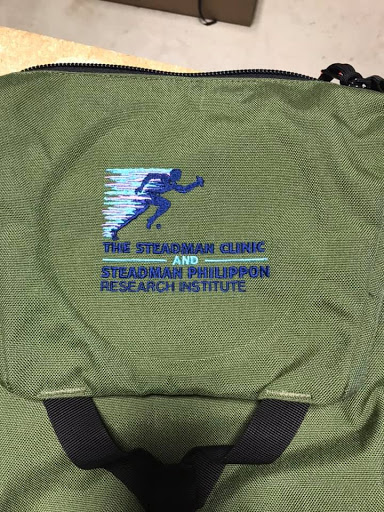 THE STEADMAN CLINIC
AND
STEADMAN PHILIPPON
RESEARCH INSTITUTE